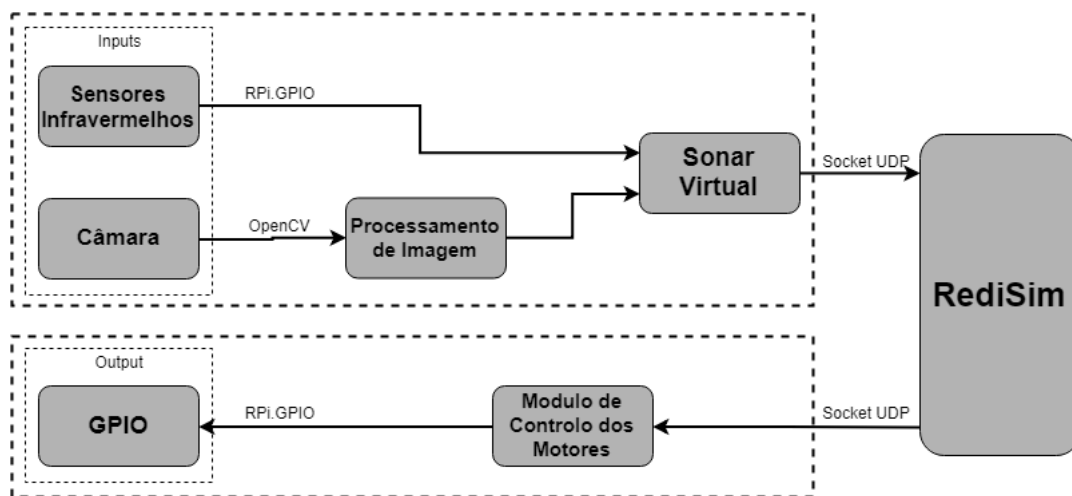 Inputs
Sensores
Infravermelhos
RPi.GPIO
Câmara
OpenCV
Processamento
de Imagem
Sonar
Virtual
Socket UDP
RediSim
Output
GPIO
RPi.GPIO
Modulo de
Controlo dos
Motores
Socket UDP